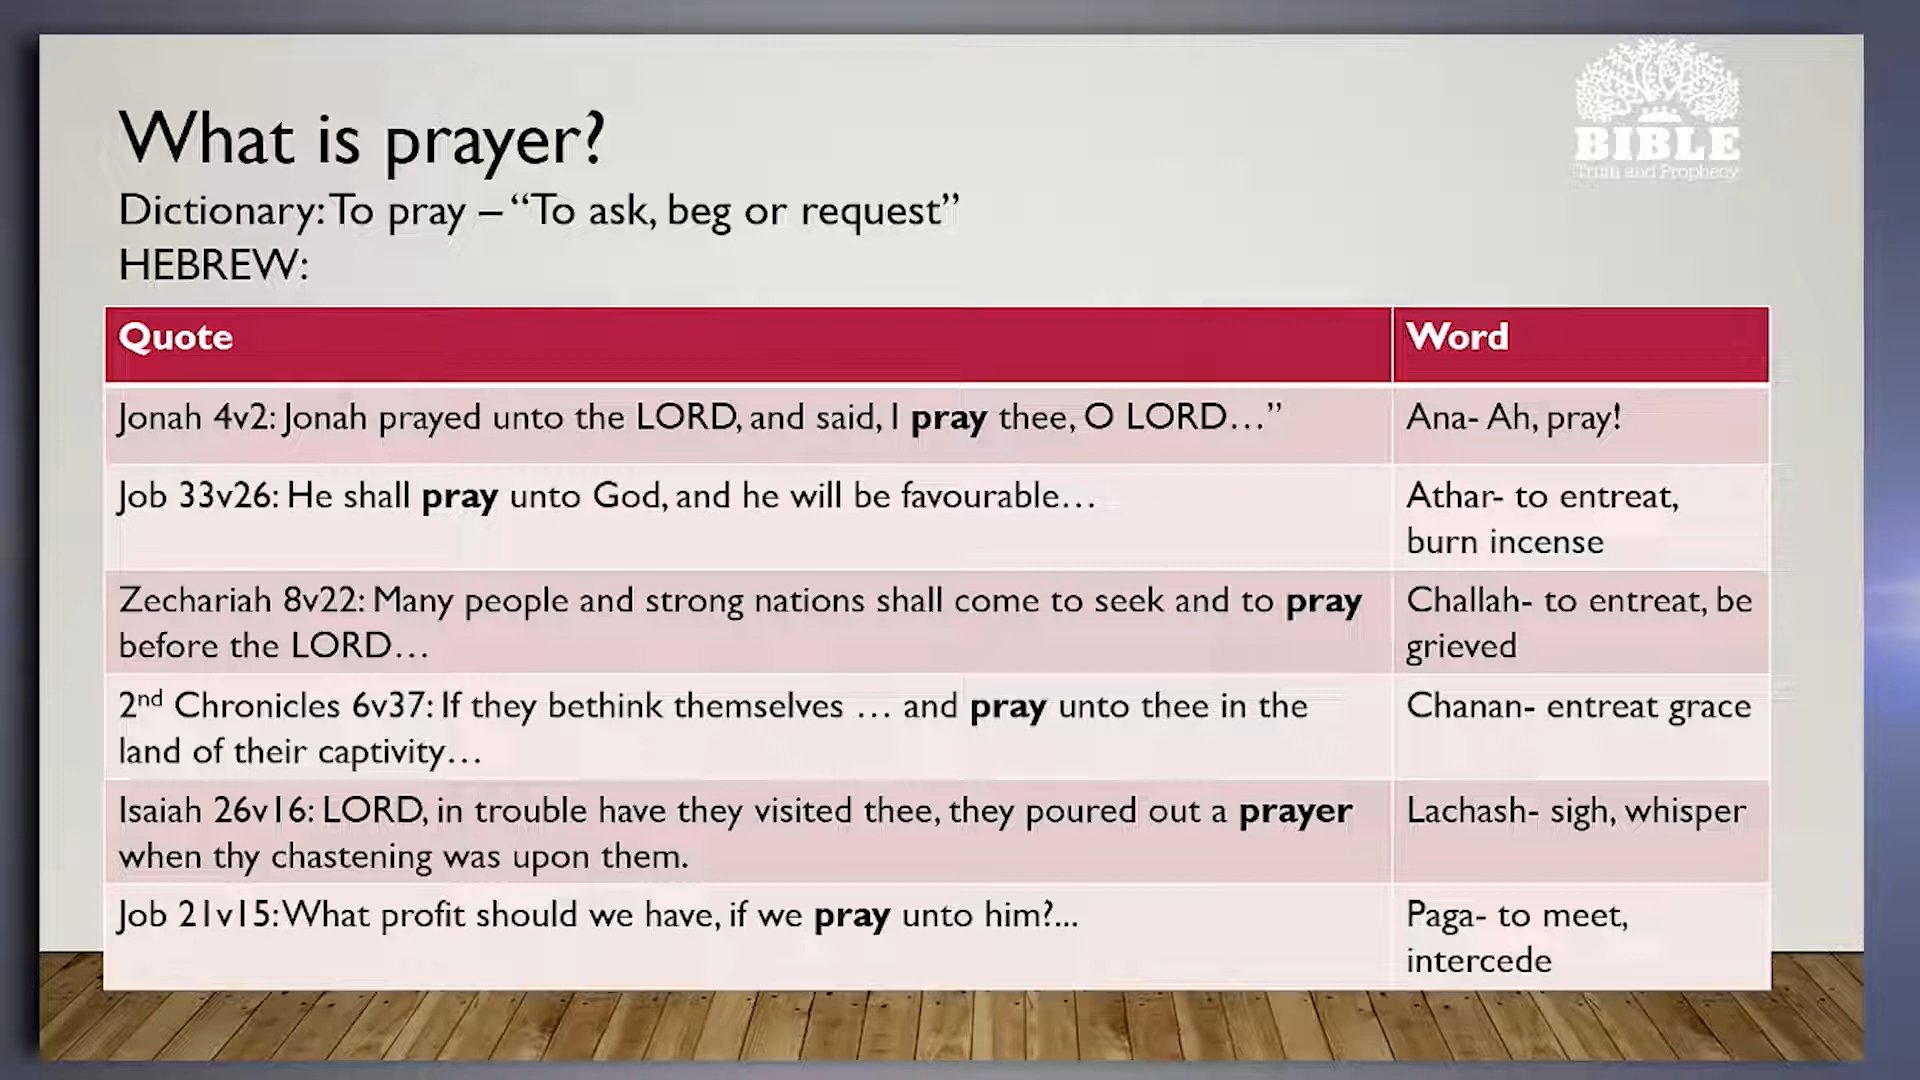 BIBLE
Truth and Prophecy
What is prayer?
Dictionary: To pray – “To ask, beg or request”
HEBREW:
Quote
Word
Jonah 4v2: Jonah prayed unto the LORD, and said, I pray thee, O LORD…”
Ana- Ah, pray!
Job 33v26: He shall pray unto God, and he will be favourable…
Athar- to entreat,
burn incense
Zechariah 8v22: Many people and strong nations shall come to seek and to pray
before the LORD…
Challah- to entreat, be
grieved
2nd Chronicles 6v37: If they bethink themselves … and pray unto thee in the
land of their captivity…
Chanan- entreat grace
Isaiah 26v16: LORD, in trouble have they visited thee, they poured out a prayer
when thy chastening was upon them.
Lachash- sigh, whisper
Job 21v15: What profit should we have, if we pray unto him?...
Paga- to meet,
intercede